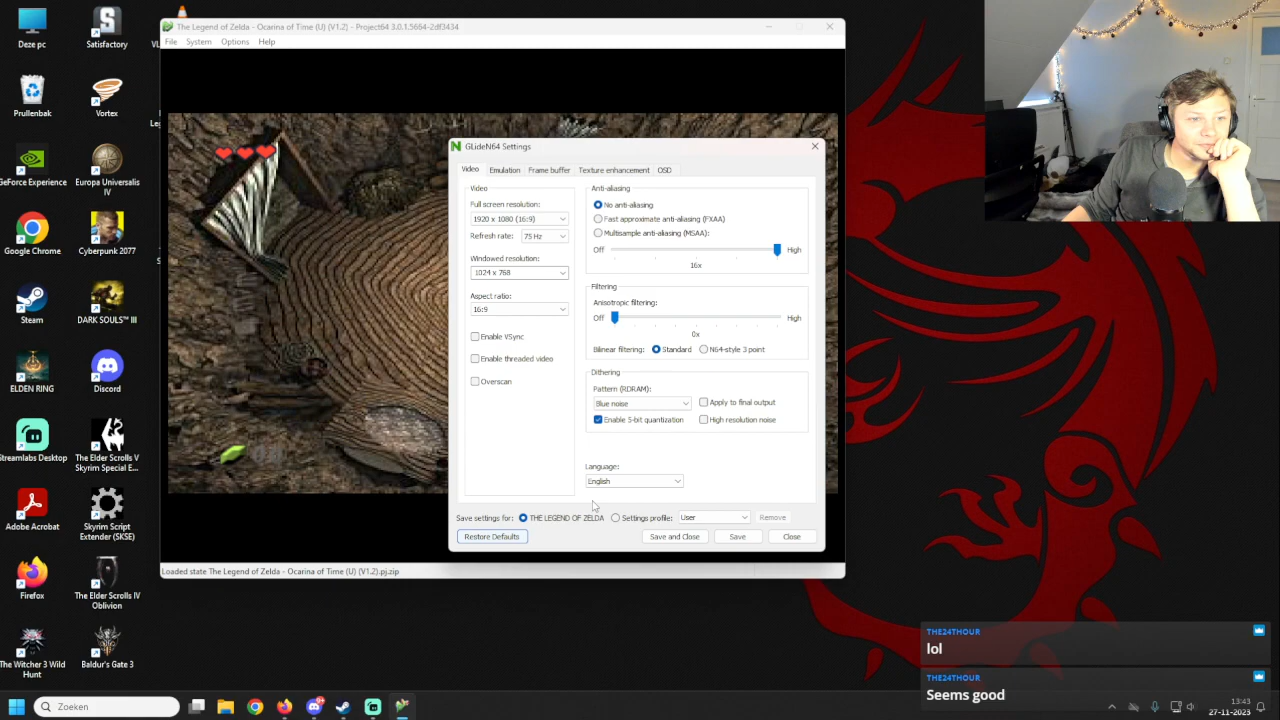 Deze pc
Satisfactory
Prullenbak
Vortex
GeForce Experience
Europa Universalis
IV
Google Chrome
Cyberpunk 2077
Steam
DARK SOULS™ III
ELDEN RING
Discord
Streamlabs Desktop
The Elder Scrolls V
Skyrim Special E...
Adobe Acrobat
Skyrim Script
Extender (SKSE)
Firefox
The Elder Scrolls IV
Oblivion
The Witcher 3 Wild
Hunt
Baldur's Gate 3
The Legend of Zelda - Ocarina of Time (U) (V1.2) - Project64 3.0.1.5664-2df3434
File System Options Help
GLideN64 Settings
Video Emulation Frame buffer Texture enhancement OSD
Video
Full screen resolution:
1920 x 1080 (16:9)
Refresh rate: 75 Hz
Windowed resolution:
1024 x 768
Aspect ratio:
16:9
Enable VSync
Enable threaded video
Overscan
Anti-aliasing
No anti-aliasing
Fast approximate anti-aliasing (FXAA)
Multisample anti-aliasing (MSAA):
Off High
16x
Filtering
Anisotropic filtering:
Off High
0x
Bilinear filtering: Standard N64-style 3 point
Dithering
Pattern (RDRAM):
Blue noise Apply to final output
Enable 5-bit quantization High resolution noise
Language:
English
Save settings for: THE LEGEND OF ZELDA Settings profile: User Remove
Restore Defaults Save and Close Save Close
Loaded state The Legend of Zelda - Ocarina of Time (U) (V1.2).pj.zip
THE24THOUR
lol
THE24THOUR
Seems good
Zoeken
13:43
27-11-2023